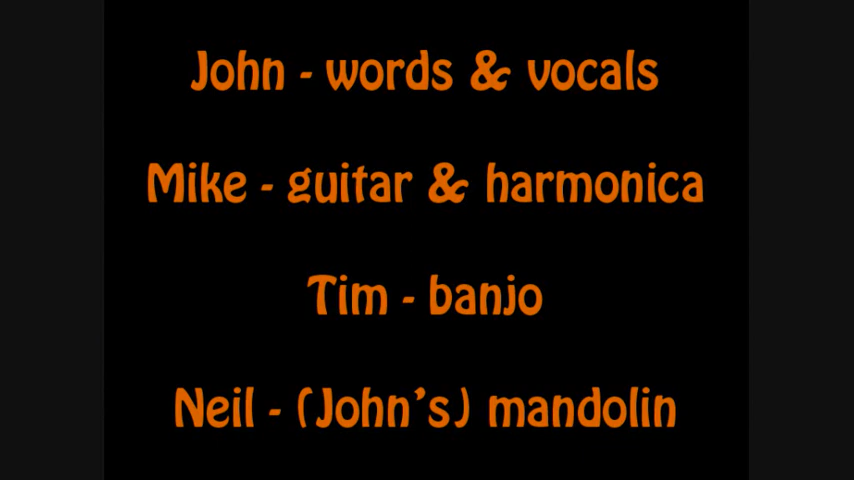 John - words & vocals
Mike - guitar & harmonica
Tim - banjo
Neil - (John's) mandolin